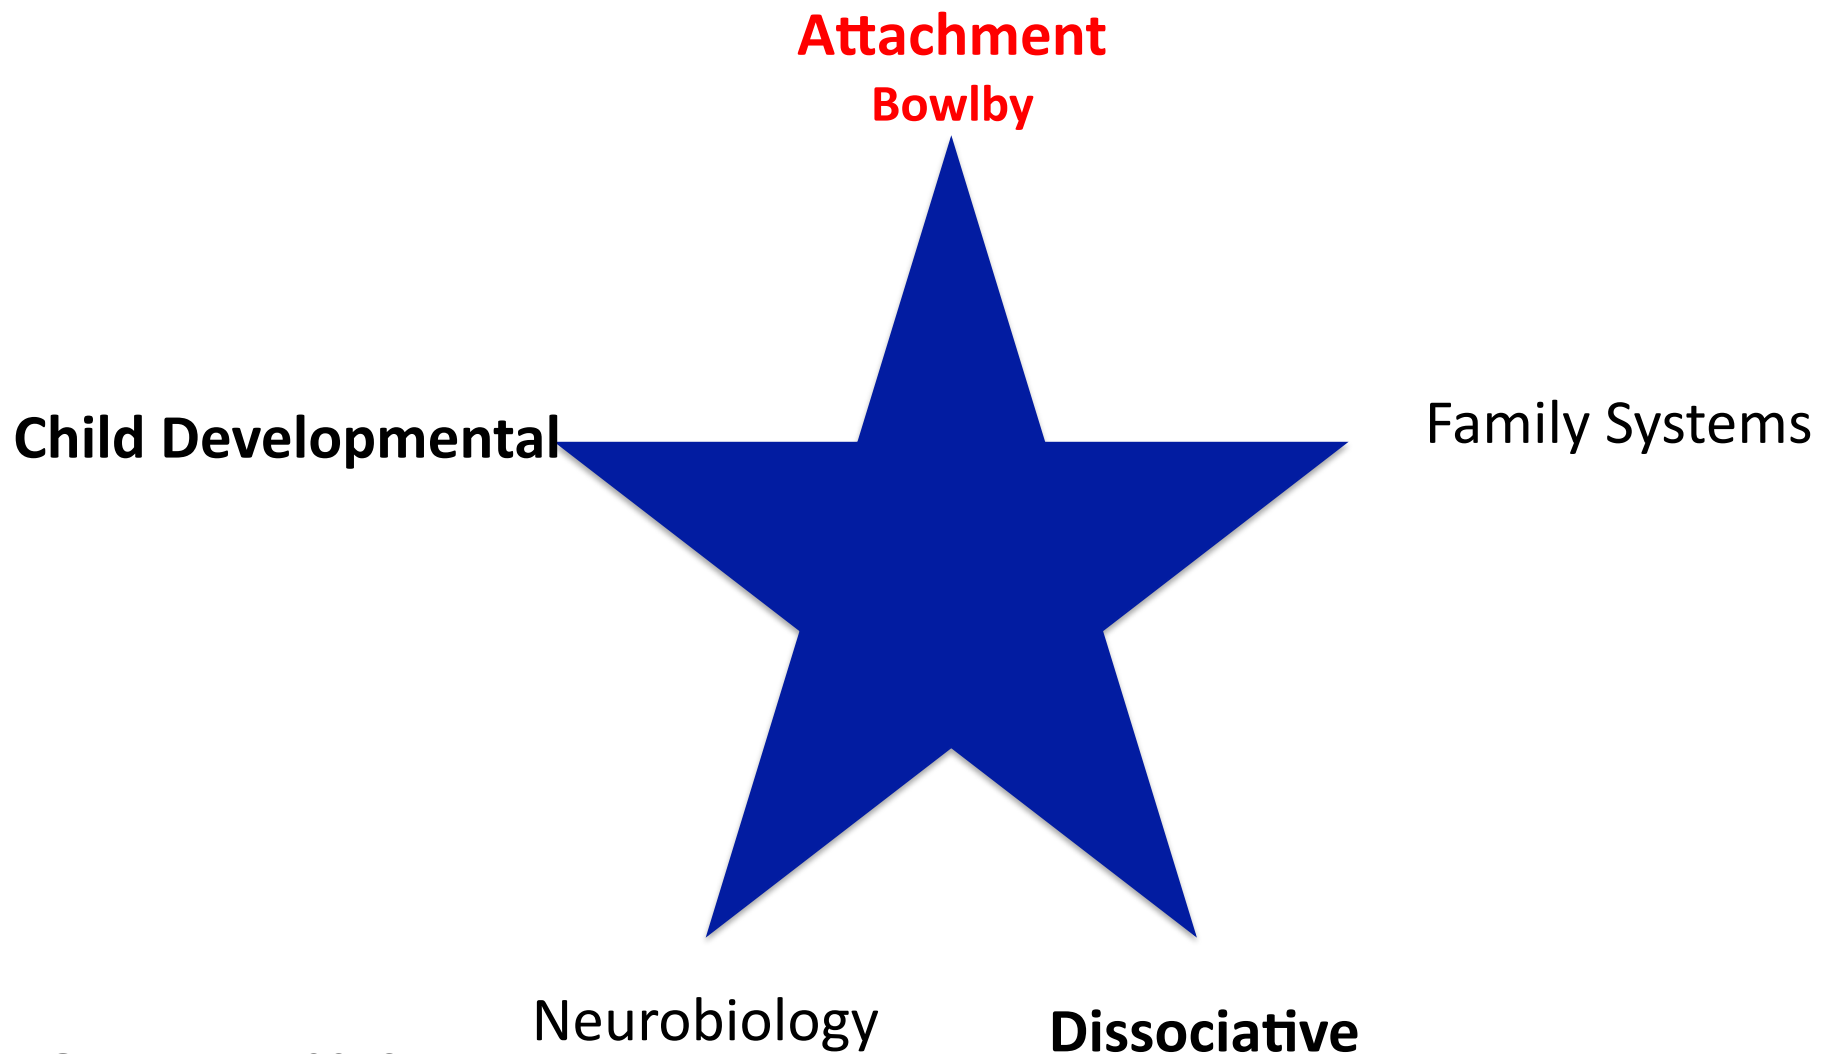 Attachment
Bowlby
Child Developmental
Family Systems
Neurobiology
Dissociative